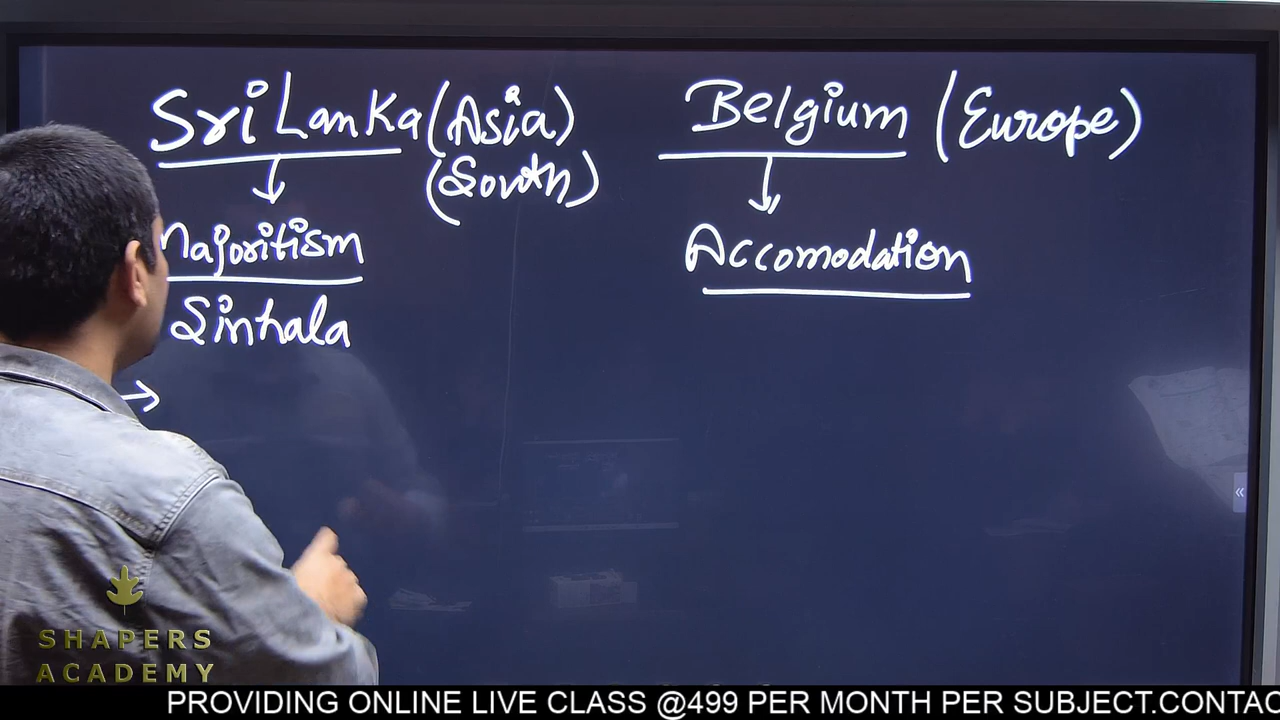 Sri Lanka (Asia)
(South)
Majoritism
Sinhala
Belgium (Europe)
Accomodation
SHAPERS
ACADEMY
PROVIDING ONLINE LIVE CLASS @499 PER MONTH PER SUBJECT.CONTAC